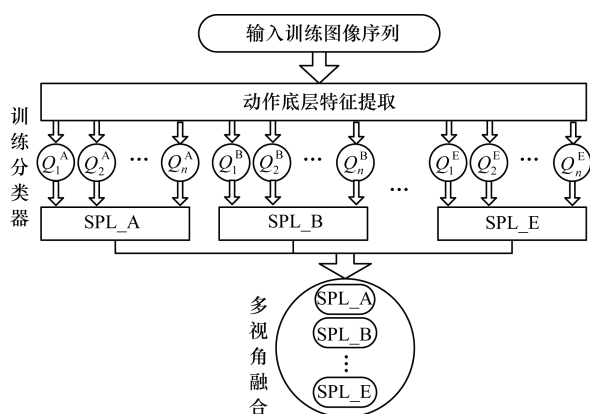 输入训练图像序列
动作底层特征提取
训练分类器
Q₁ᴬ Q₂ᴬ … Qₙᴬ Q₁ᴮ Q₂ᴮ … Qₙᴮ … Q₁ᴱ Q₂ᴱ … Qₙᴱ
SPL_A SPL_B SPL_E
多视角融合
SPL_A
SPL_B
⋮
SPL_E